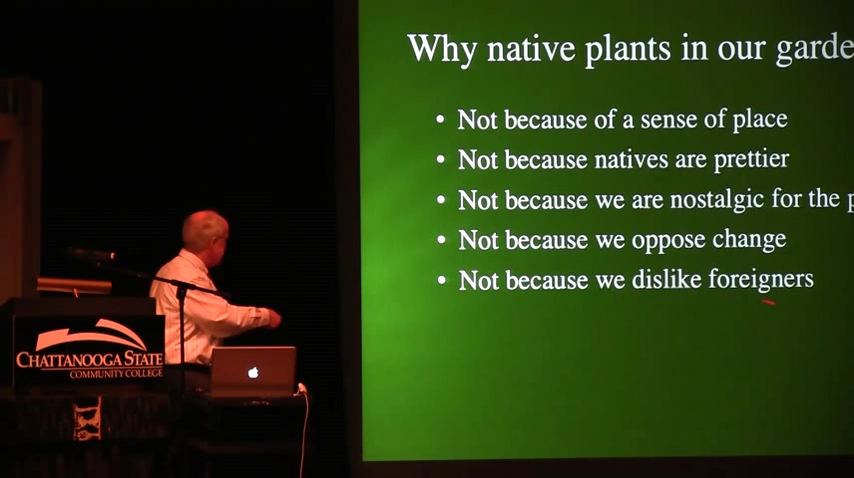 Why native plants in our garde
• Not because of a sense of place
• Not because natives are prettier
• Not because we are nostalgic for the p
• Not because we oppose change
• Not because we dislike foreigners
CHATTANOOGA STATE
COMMUNITY COLLEGE